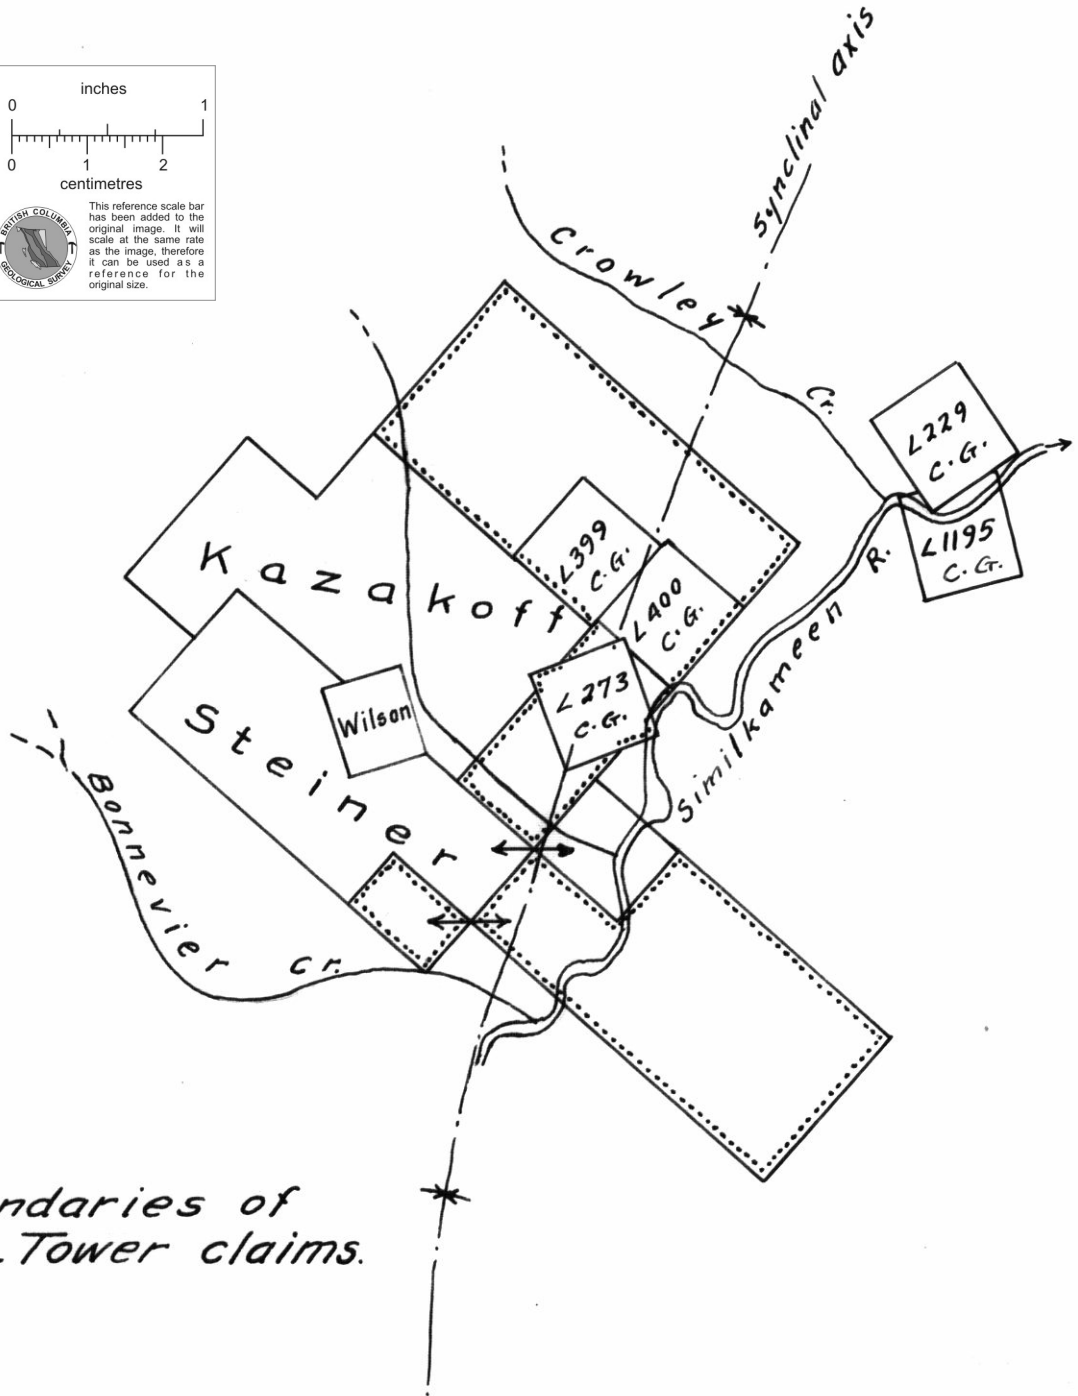 inches
0 1
0 1 2
centimetres
This reference scale bar
has been added to the
original image. It will
scale at the same rate
as the image, therefore
it can be used as a
reference for the
original size.
BRITISH COLUMBIA
GEOLOGICAL SURVEY
Synclinal axis
Crowley
Cr.
L229
C.G.
L1195
C.G.
L399
C.G.
L400
C.G.
Kazakoff
L273
C.G.
Wilson
Steiner
Similkameen R.
Bonnevier Cr.
ndaries of
. Tower claims.